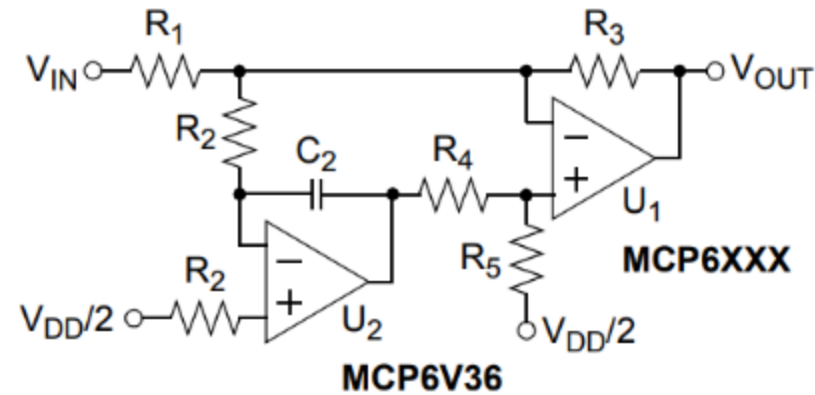 R1
R3
VIN
VOUT
R2
C2
R4
−
+
U1
R5
MCP6XXX
R2
−
+
VDD/2
U2
VDD/2
MCP6V36